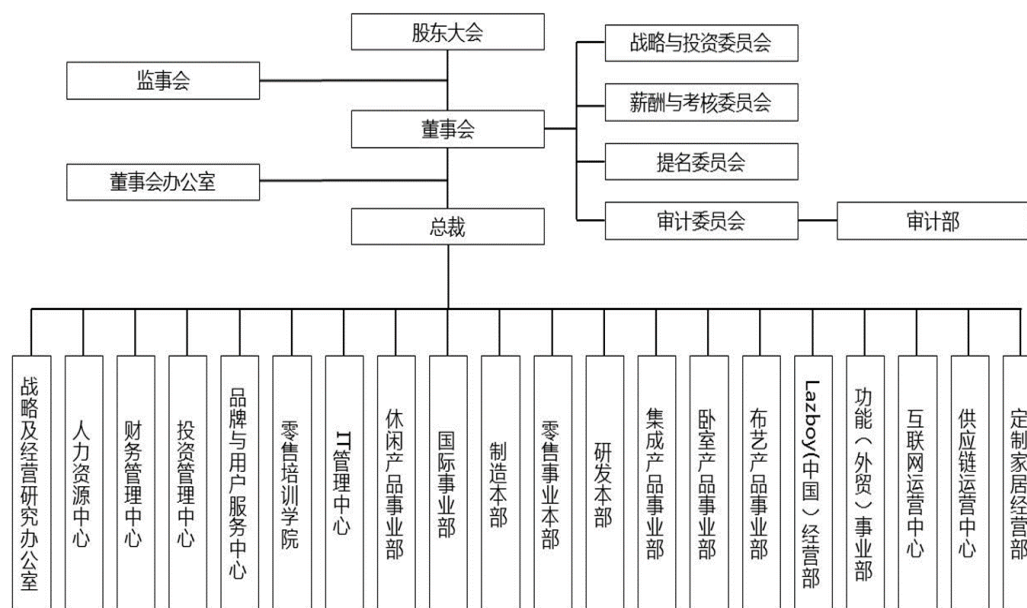 股东大会
战略与投资委员会
监事会
薪酬与考核委员会
董事会
提名委员会
董事会办公室
总裁
审计委员会
审计部
战略及经营研究办公室
人力资源中心
财务管理中心
投资管理中心
品牌与用户服务中心
零售培训学院
IT管理中心
休闲产品事业部
国际事业部
制造本部
零售事业本部
研发本部
集成产品事业部
卧室产品事业部
布艺产品事业部
Lazboy(中国)经营部
功能(外贸)事业部
互联网运营中心
供应链运营中心
定制家居经营部